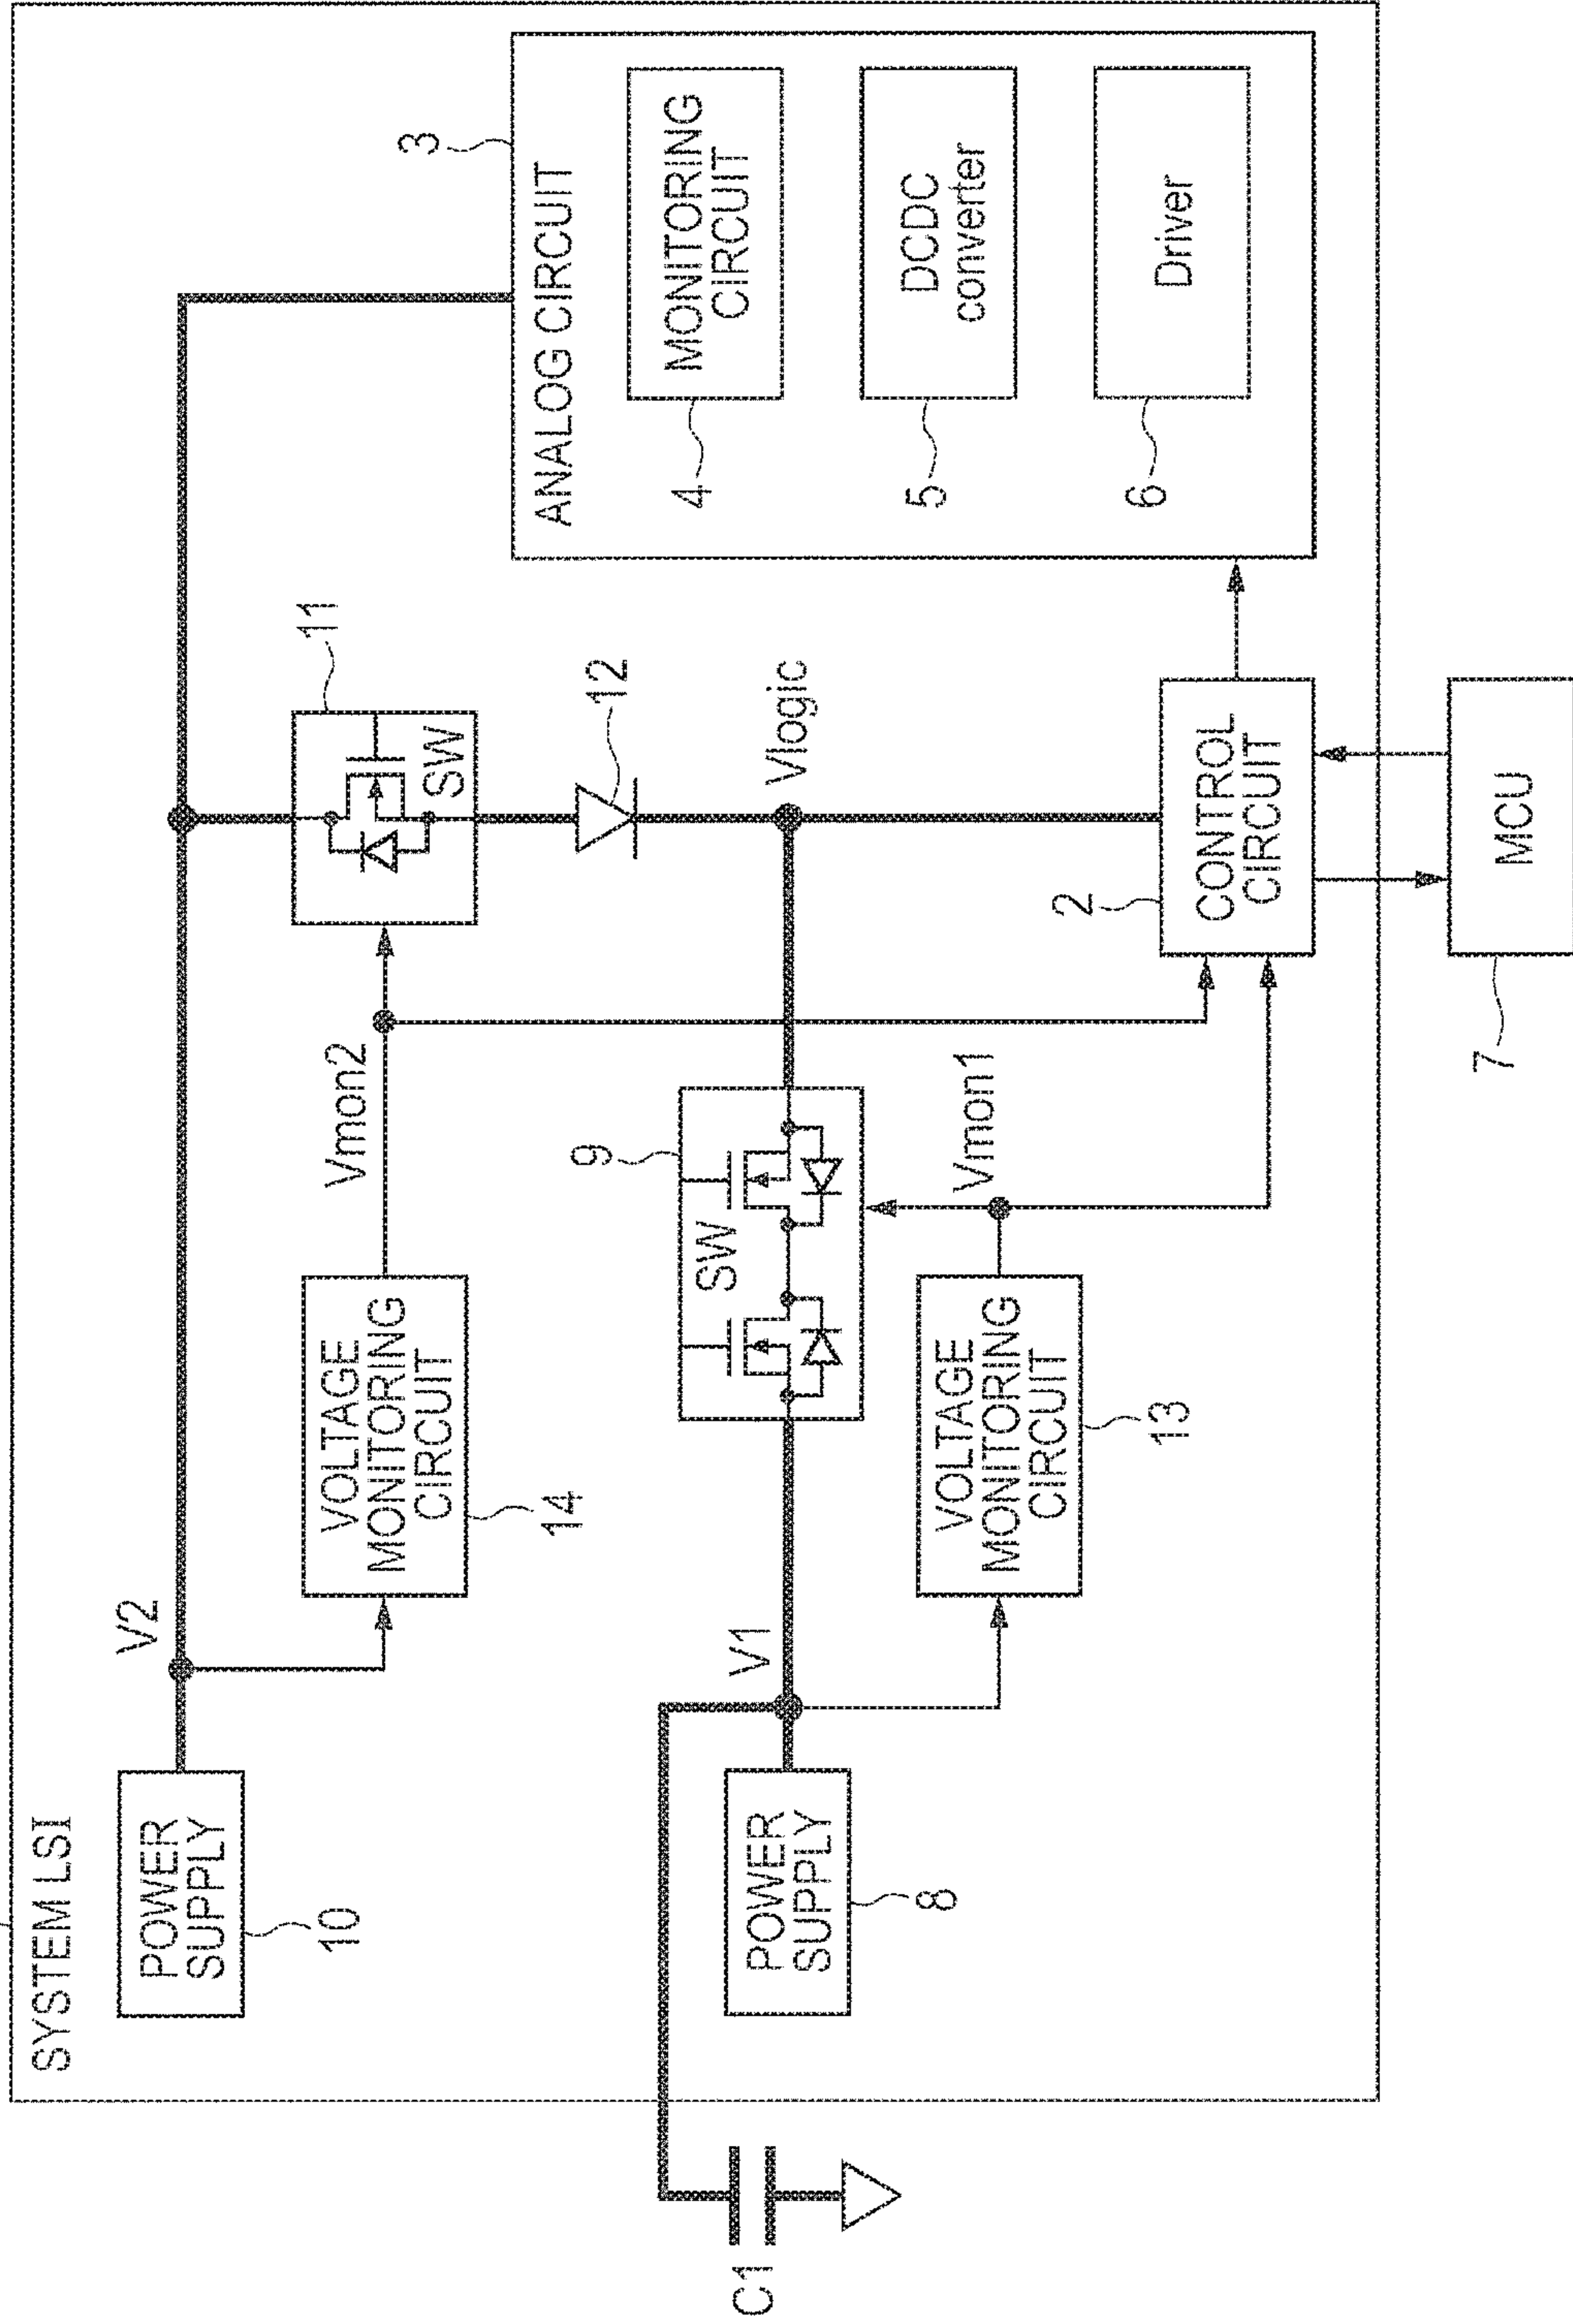 SYSTEM LSI
POWER
SUPPLY
10
V2
VOLTAGE
MONITORING
CIRCUIT
14
Vmon2
11
SW
12
Vlogic
3
ANALOG CIRCUIT
MONITORING
CIRCUIT
4
DCDC
converter
5
Driver
6
C1
POWER
SUPPLY
8
V1
9
SW
VOLTAGE
MONITORING
CIRCUIT
13
Vmon1
2
CONTROL
CIRCUIT
MCU
7